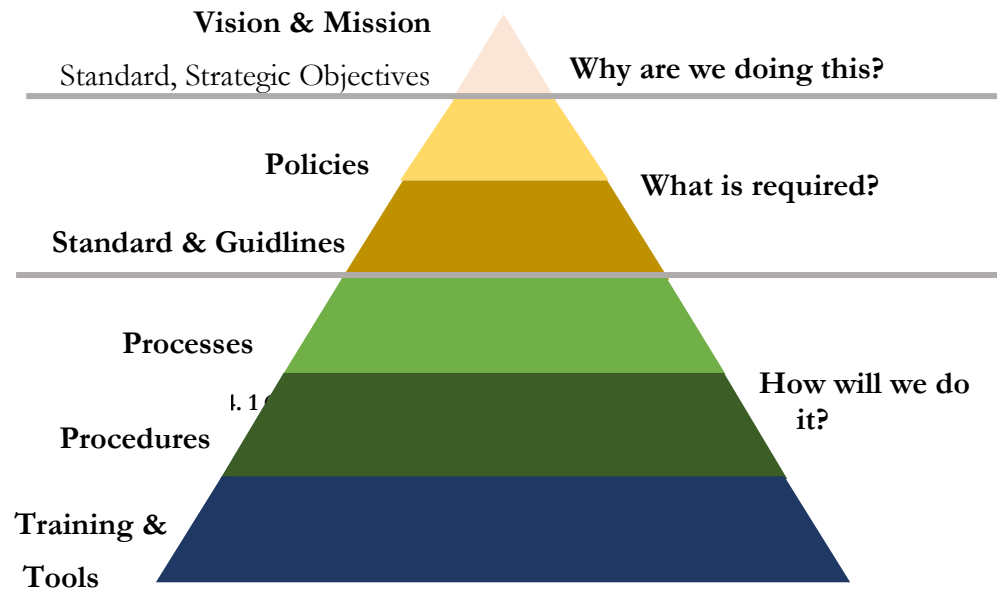 Vision & Mission
Standard, Strategic Objectives
Why are we doing this?
Policies
What is required?
Standard & Guidlines
Processes
How will we do
it?
Procedures
Training &
Tools